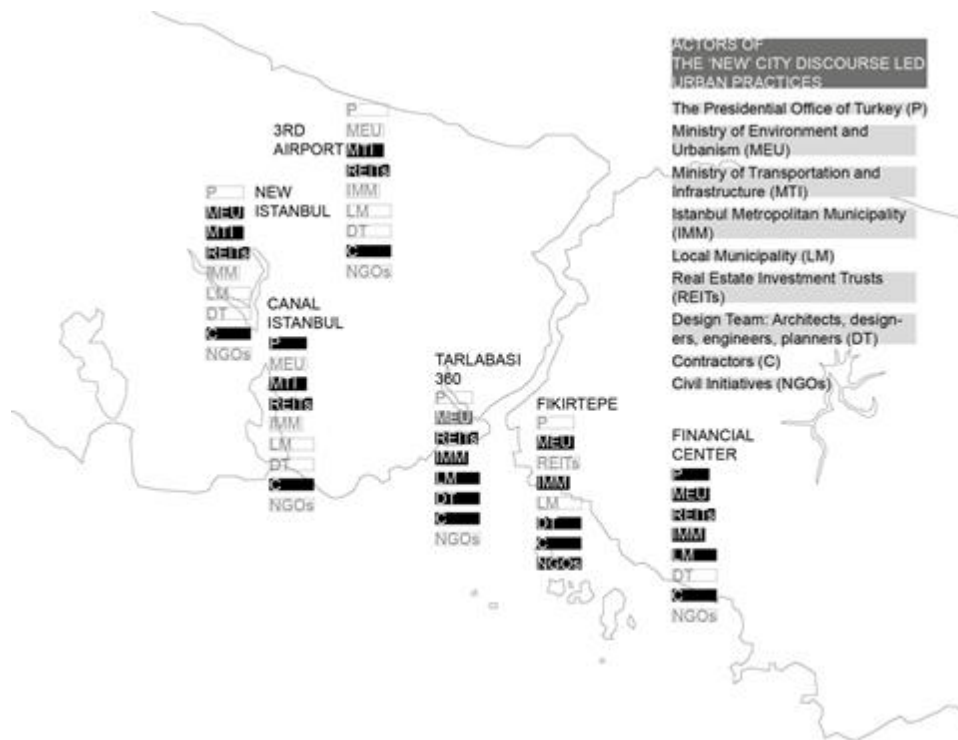 ACTORS OF
THE 'NEW' CITY DISCOURSE LED
URBAN PRACTICES
The Presidential Office of Turkey (P)
Ministry of Environment and
Urbanism (MEU)
Ministry of Transportation and
Infrastructure (MTI)
Istanbul Metropolitan Municipality
(IMM)
Local Municipality (LM)
Real Estate Investment Trusts
(REITs)
Design Team: Architects, design-
ers, engineers, planners (DT)
Contractors (C)
Civil Initiatives (NGOs)
3RD
AIRPORT
P
MEU
MTI
REITs
IMM
LM
DT
C
NGOs
NEW
ISTANBUL
P
MEU
MTI
REITs
IMM
LM
DT
C
NGOs
CANAL
ISTANBUL
P
MEU
MTI
REITs
IMM
LM
DT
C
NGOs
TARLABASI
360
P
MEU
REITs
IMM
LM
DT
C
NGOs
FIKIRTEPE
P
MEU
REITs
IMM
LM
DT
C
NGOs
FINANCIAL
CENTER
P
MEU
REITs
IMM
LM
DT
C
NGOs